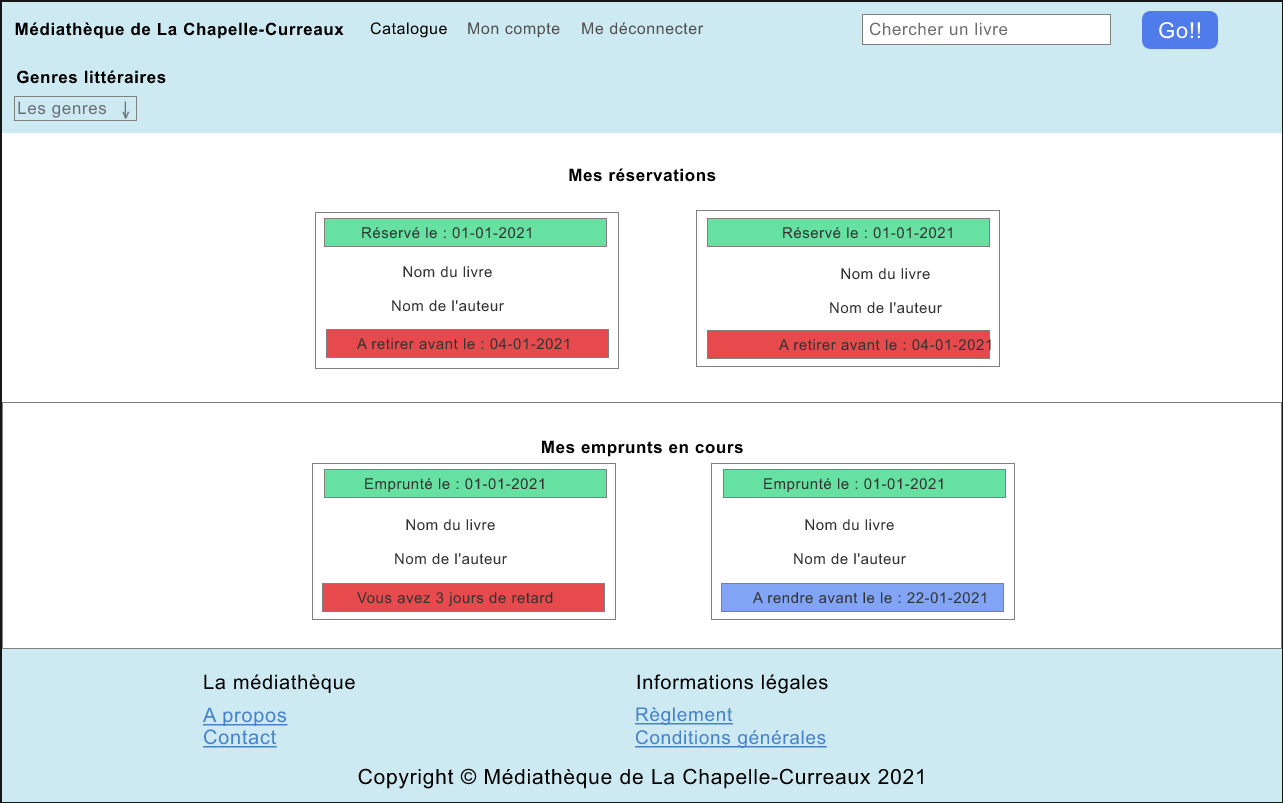 Médiathèque de La Chapelle-Curreaux Catalogue Mon compte Me déconnecter Chercher un livre Go!!
Genres littéraires
Les genres ↓
Mes réservations
Réservé le : 01-01-2021
Nom du livre
Nom de l'auteur
A retirer avant le : 04-01-2021
Réservé le : 01-01-2021
Nom du livre
Nom de l'auteur
A retirer avant le : 04-01-2021
Mes emprunts en cours
Emprunté le : 01-01-2021
Nom du livre
Nom de l'auteur
Vous avez 3 jours de retard
Emprunté le : 01-01-2021
Nom du livre
Nom de l'auteur
A rendre avant le le : 22-01-2021
La médiathèque
A propos
Contact
Informations légales
Règlement
Conditions générales
Copyright © Médiathèque de La Chapelle-Curreaux 2021